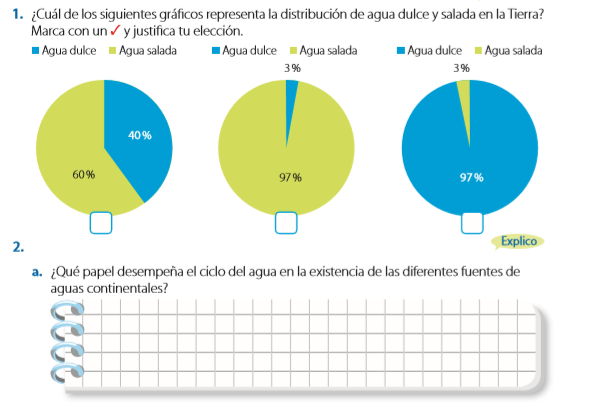 1. ¿Cuál de los siguientes gráficos representa la distribución de agua dulce y salada en la Tierra?
Marca con un ✓ y justifica tu elección.
Agua dulce Agua salada Agua dulce Agua salada Agua dulce Agua salada
3% 3%
40%
60% 97% 97%
Explico
2.
a. ¿Qué papel desempeña el ciclo del agua en la existencia de las diferentes fuentes de
aguas continentales?